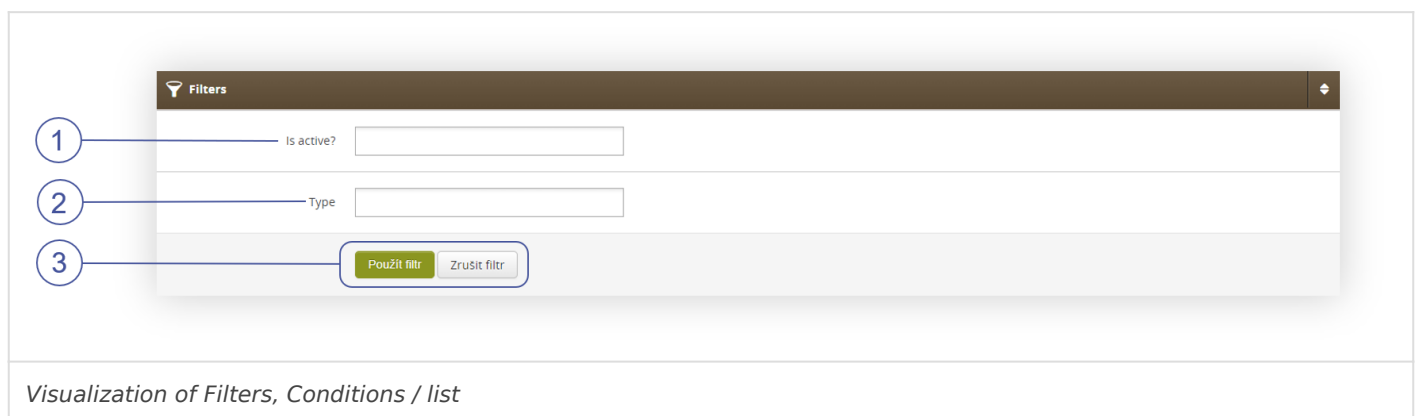 Filters
1
Is active?
2
Type
3
Použít filtr
Zrušit filtr
Visualization of Filters, Conditions / list